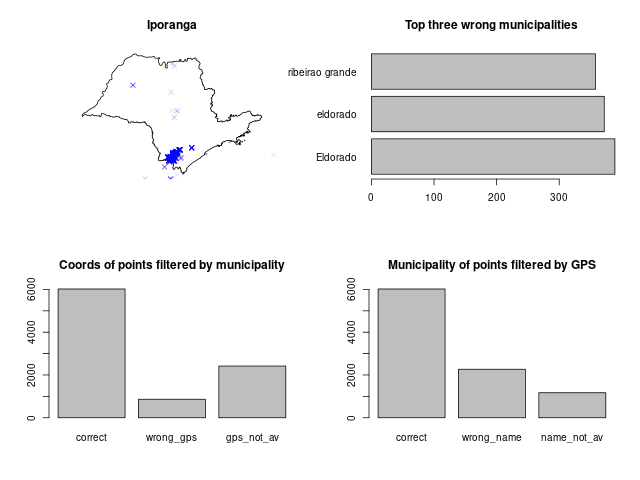 Iporanga
Top three wrong municipalities
ribeirao grande
eldorado
Eldorado
0 100 200 300
Coords of points filtered by municipality
6000
4000
2000
0
correct wrong_gps gps_not_av
Municipality of points filtered by GPS
6000
4000
2000
0
correct wrong_name name_not_av